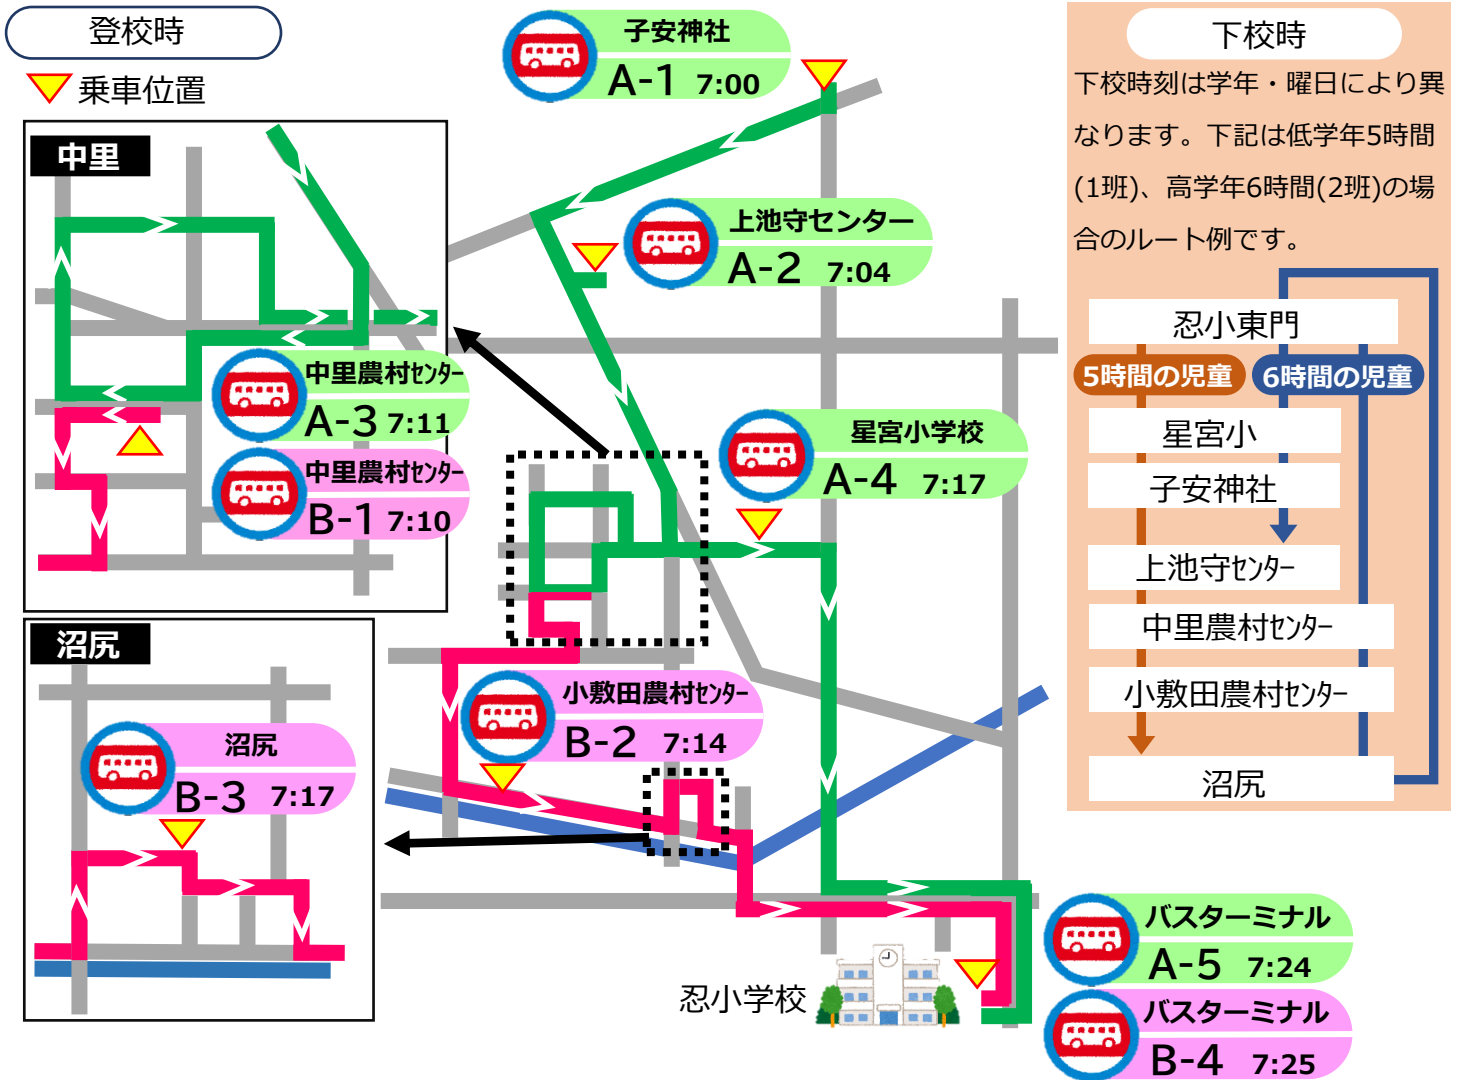 登校時
乗車位置
子安神社
A-1 7:00
上池守センター
A-2 7:04
中里
中里農村センター
A-3 7:11
中里農村センター
B-1 7:10
星宮小学校
A-4 7:17
沼尻
沼尻
B-3 7:17
小敷田農村センター
B-2 7:14
忍小学校
バスターミナル
A-5 7:24
バスターミナル
B-4 7:25
下校時
下校時刻は学年・曜日により異
なります。下記は低学年5時間
(1班)、高学年6時間(2班)の場
合のルート例です。
忍小東門
5時間の児童
6時間の児童
星宮小
子安神社
上池守センター
中里農村センター
小敷田農村センター
沼尻